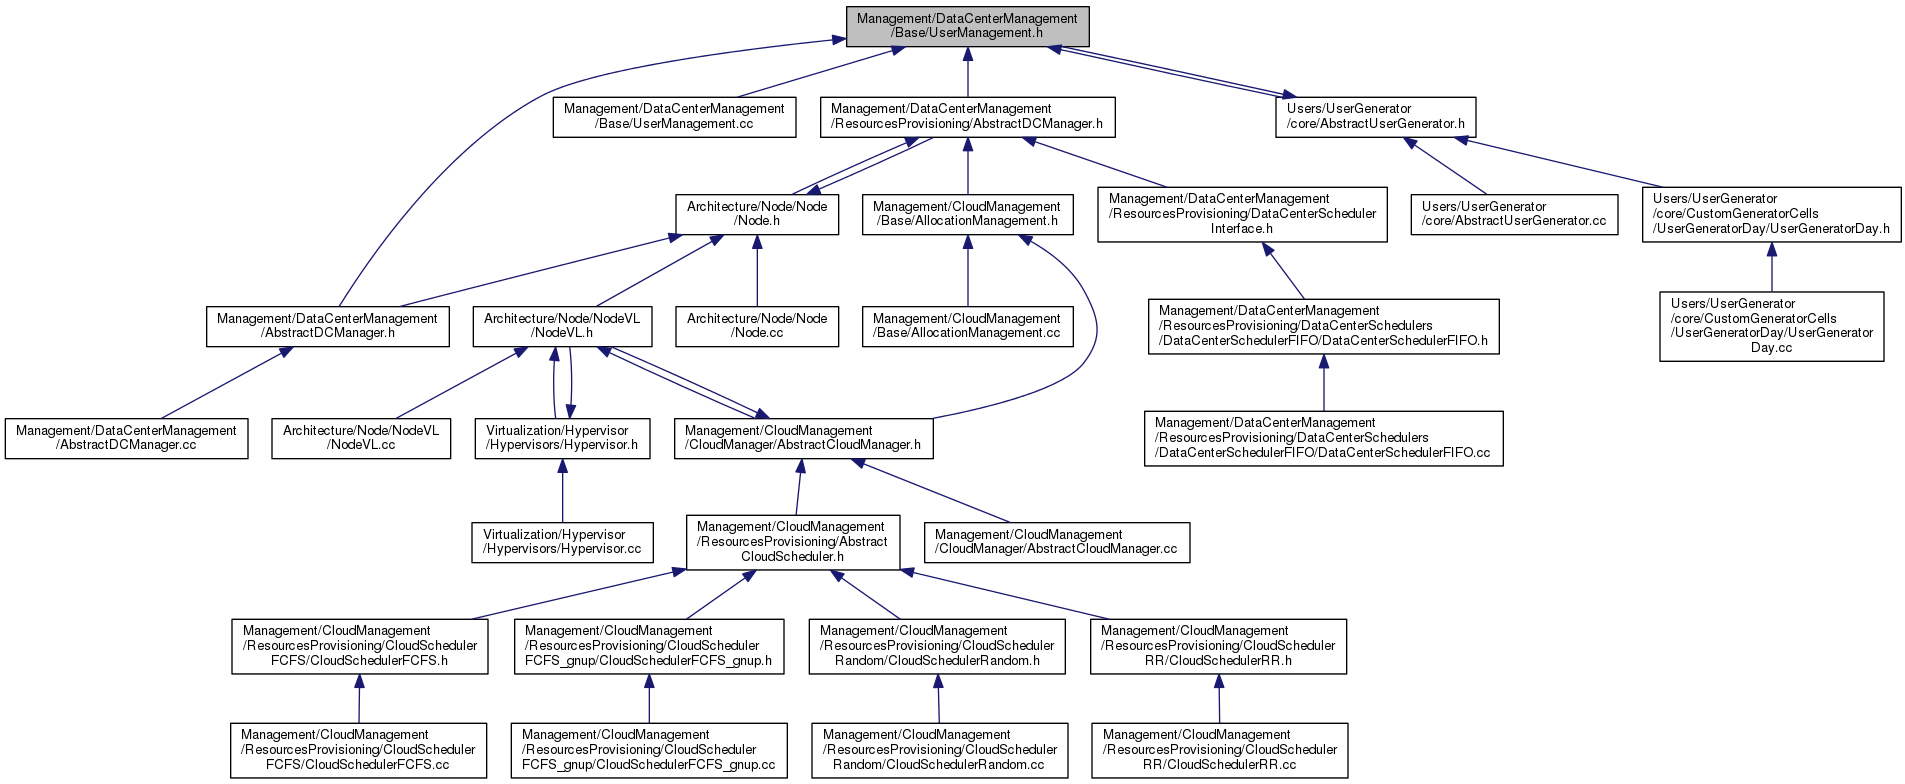 Management/DataCenterManagement
/Base/UserManagement.h
Management/DataCenterManagement
/Base/UserManagement.cc
Management/DataCenterManagement
/ResourcesProvisioning/AbstractDCManager.h
Users/UserGenerator
/core/AbstractUserGenerator.h
Architecture/Node/Node
/Node.h
Management/CloudManagement
/Base/AllocationManagement.h
Management/DataCenterManagement
/ResourcesProvisioning/DataCenterScheduler
Interface.h
Users/UserGenerator
/core/AbstractUserGenerator.cc
Users/UserGenerator
/core/CustomGeneratorCells
/UserGeneratorDay/UserGeneratorDay.h
Management/DataCenterManagement
/AbstractDCManager.h
Architecture/Node/NodeVL
/NodeVL.h
Architecture/Node/Node
/Node.cc
Management/CloudManagement
/Base/AllocationManagement.cc
Management/DataCenterManagement
/ResourcesProvisioning/DataCenterSchedulers
/DataCenterSchedulerFIFO/DataCenterSchedulerFIFO.h
Users/UserGenerator
/core/CustomGeneratorCells
/UserGeneratorDay/UserGenerator
Day.cc
Management/DataCenterManagement
/AbstractDCManager.cc
Architecture/Node/NodeVL
/NodeVL.cc
Virtualization/Hypervisor
/Hypervisors/Hypervisor.h
Management/CloudManagement
/CloudManager/AbstractCloudManager.h
Management/DataCenterManagement
/ResourcesProvisioning/DataCenterSchedulers
/DataCenterSchedulerFIFO/DataCenterSchedulerFIFO.cc
Virtualization/Hypervisor
/Hypervisors/Hypervisor.cc
Management/CloudManagement
/ResourcesProvisioning/Abstract
CloudScheduler.h
Management/CloudManagement
/CloudManager/AbstractCloudManager.cc
Management/CloudManagement
/ResourcesProvisioning/CloudScheduler
FCFS/CloudSchedulerFCFS.h
Management/CloudManagement
/ResourcesProvisioning/CloudScheduler
FCFS_gnup/CloudSchedulerFCFS_gnup.h
Management/CloudManagement
/ResourcesProvisioning/CloudScheduler
Random/CloudSchedulerRandom.h
Management/CloudManagement
/ResourcesProvisioning/CloudScheduler
RR/CloudSchedulerRR.h
Management/CloudManagement
/ResourcesProvisioning/CloudScheduler
FCFS/CloudSchedulerFCFS.cc
Management/CloudManagement
/ResourcesProvisioning/CloudScheduler
FCFS_gnup/CloudSchedulerFCFS_gnup.cc
Management/CloudManagement
/ResourcesProvisioning/CloudScheduler
Random/CloudSchedulerRandom.cc
Management/CloudManagement
/ResourcesProvisioning/CloudScheduler
RR/CloudSchedulerRR.cc